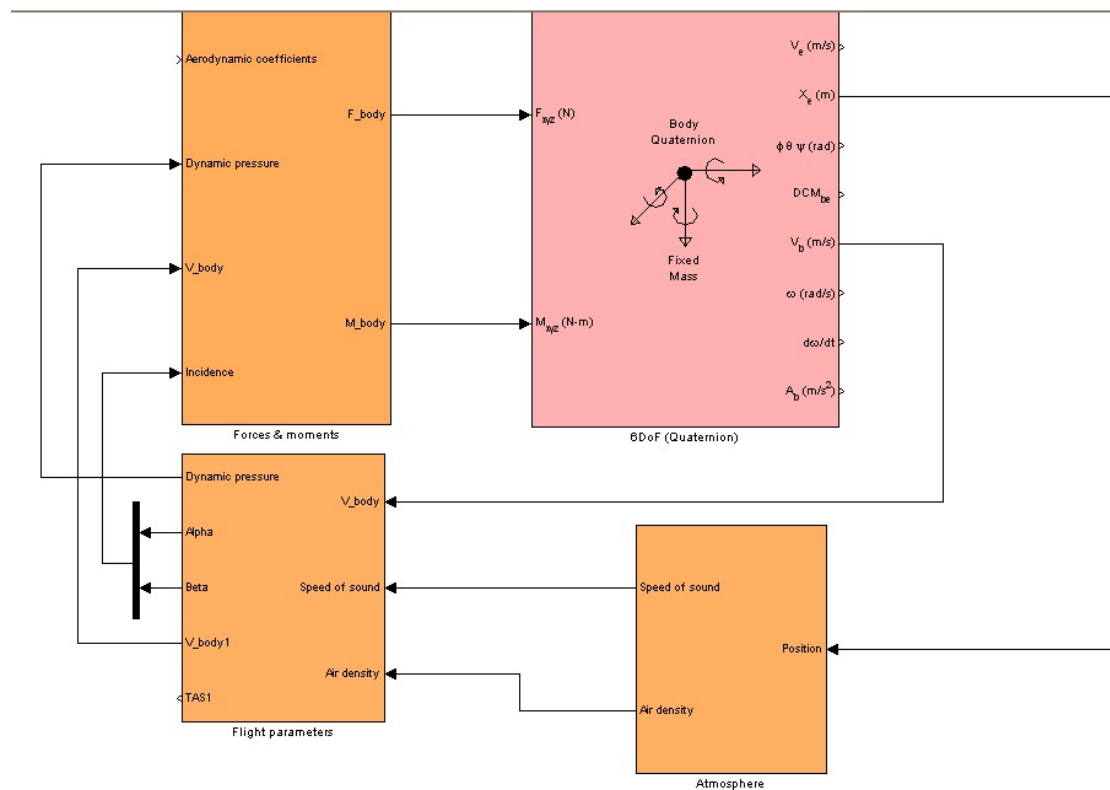 Aerodynamic coefficients
F_body
Dynamic pressure
V_body
M_body
Incidence
Forces & moments
F_xyz (N)
M_xyz (N-m)
Body
Quaternion
Fixed
Mass
V_e (m/s)
X_e (m)
ϕ θ ψ (rad)
DCM_be
V_b (m/s)
ω (rad/s)
dω/dt
A_b (m/s²)
6DoF (Quaternion)
Dynamic pressure
Alpha
Beta
V_body1
TAS1
V_body
Speed of sound
Air density
Flight parameters
Speed of sound
Position
Air density
Atmosphere